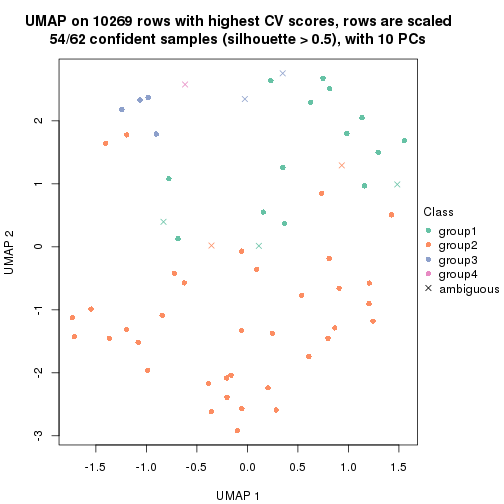 UMAP on 10269 rows with highest CV scores, rows are scaled
54/62 confident samples (silhouette > 0.5), with 10 PCs
2
1
0
-1
-2
-3
UMAP 2
-1.5 -1.0 -0.5 0.0 0.5 1.0 1.5
UMAP 1
Class
group1
group2
group3
group4
ambiguous